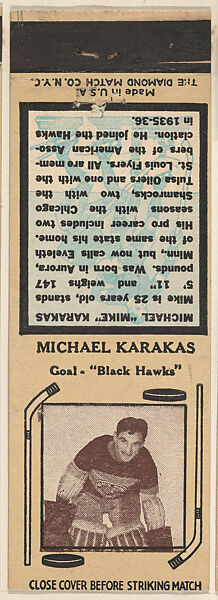 MICHAEL KARAKAS
Goal - "Black Hawks"
CLOSE COVER BEFORE STRIKING MATCH
MICHAEL "MIKE" KARAKAS
Mike is 25 years, old, stands
5' 11" and weighs 147
pounds. Was born in Aurora,
Minn., but now calls Eveleth
of the same state his home
His pro career includes two
seasons with the Chicago
Shamrocks, two with the
Tulsa Oilers and one with the
St. Louis Flyers. All are mem-
bers of the American Asso-
ciation. He joined the Hawks
in 1935-36.
Made in U.S.A.
THE DIAMOND MATCH CO. N.Y.C.